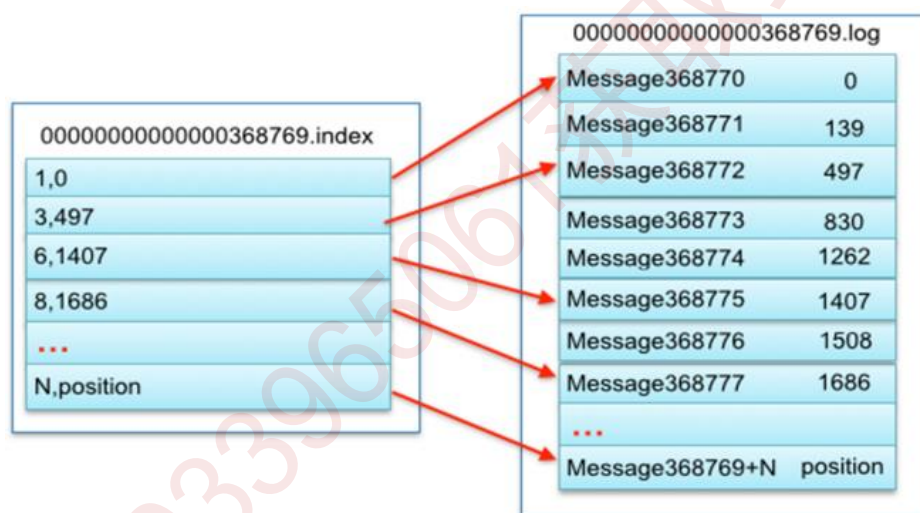 00000000000000368769.index
1,0
3,497
6,1407
8,1686
...
N,position
00000000000000368769.log
Message368770 0
Message368771 139
Message368772 497
Message368773 830
Message368774 1262
Message368775 1407
Message368776 1508
Message368777 1686
...
Message368769+N position